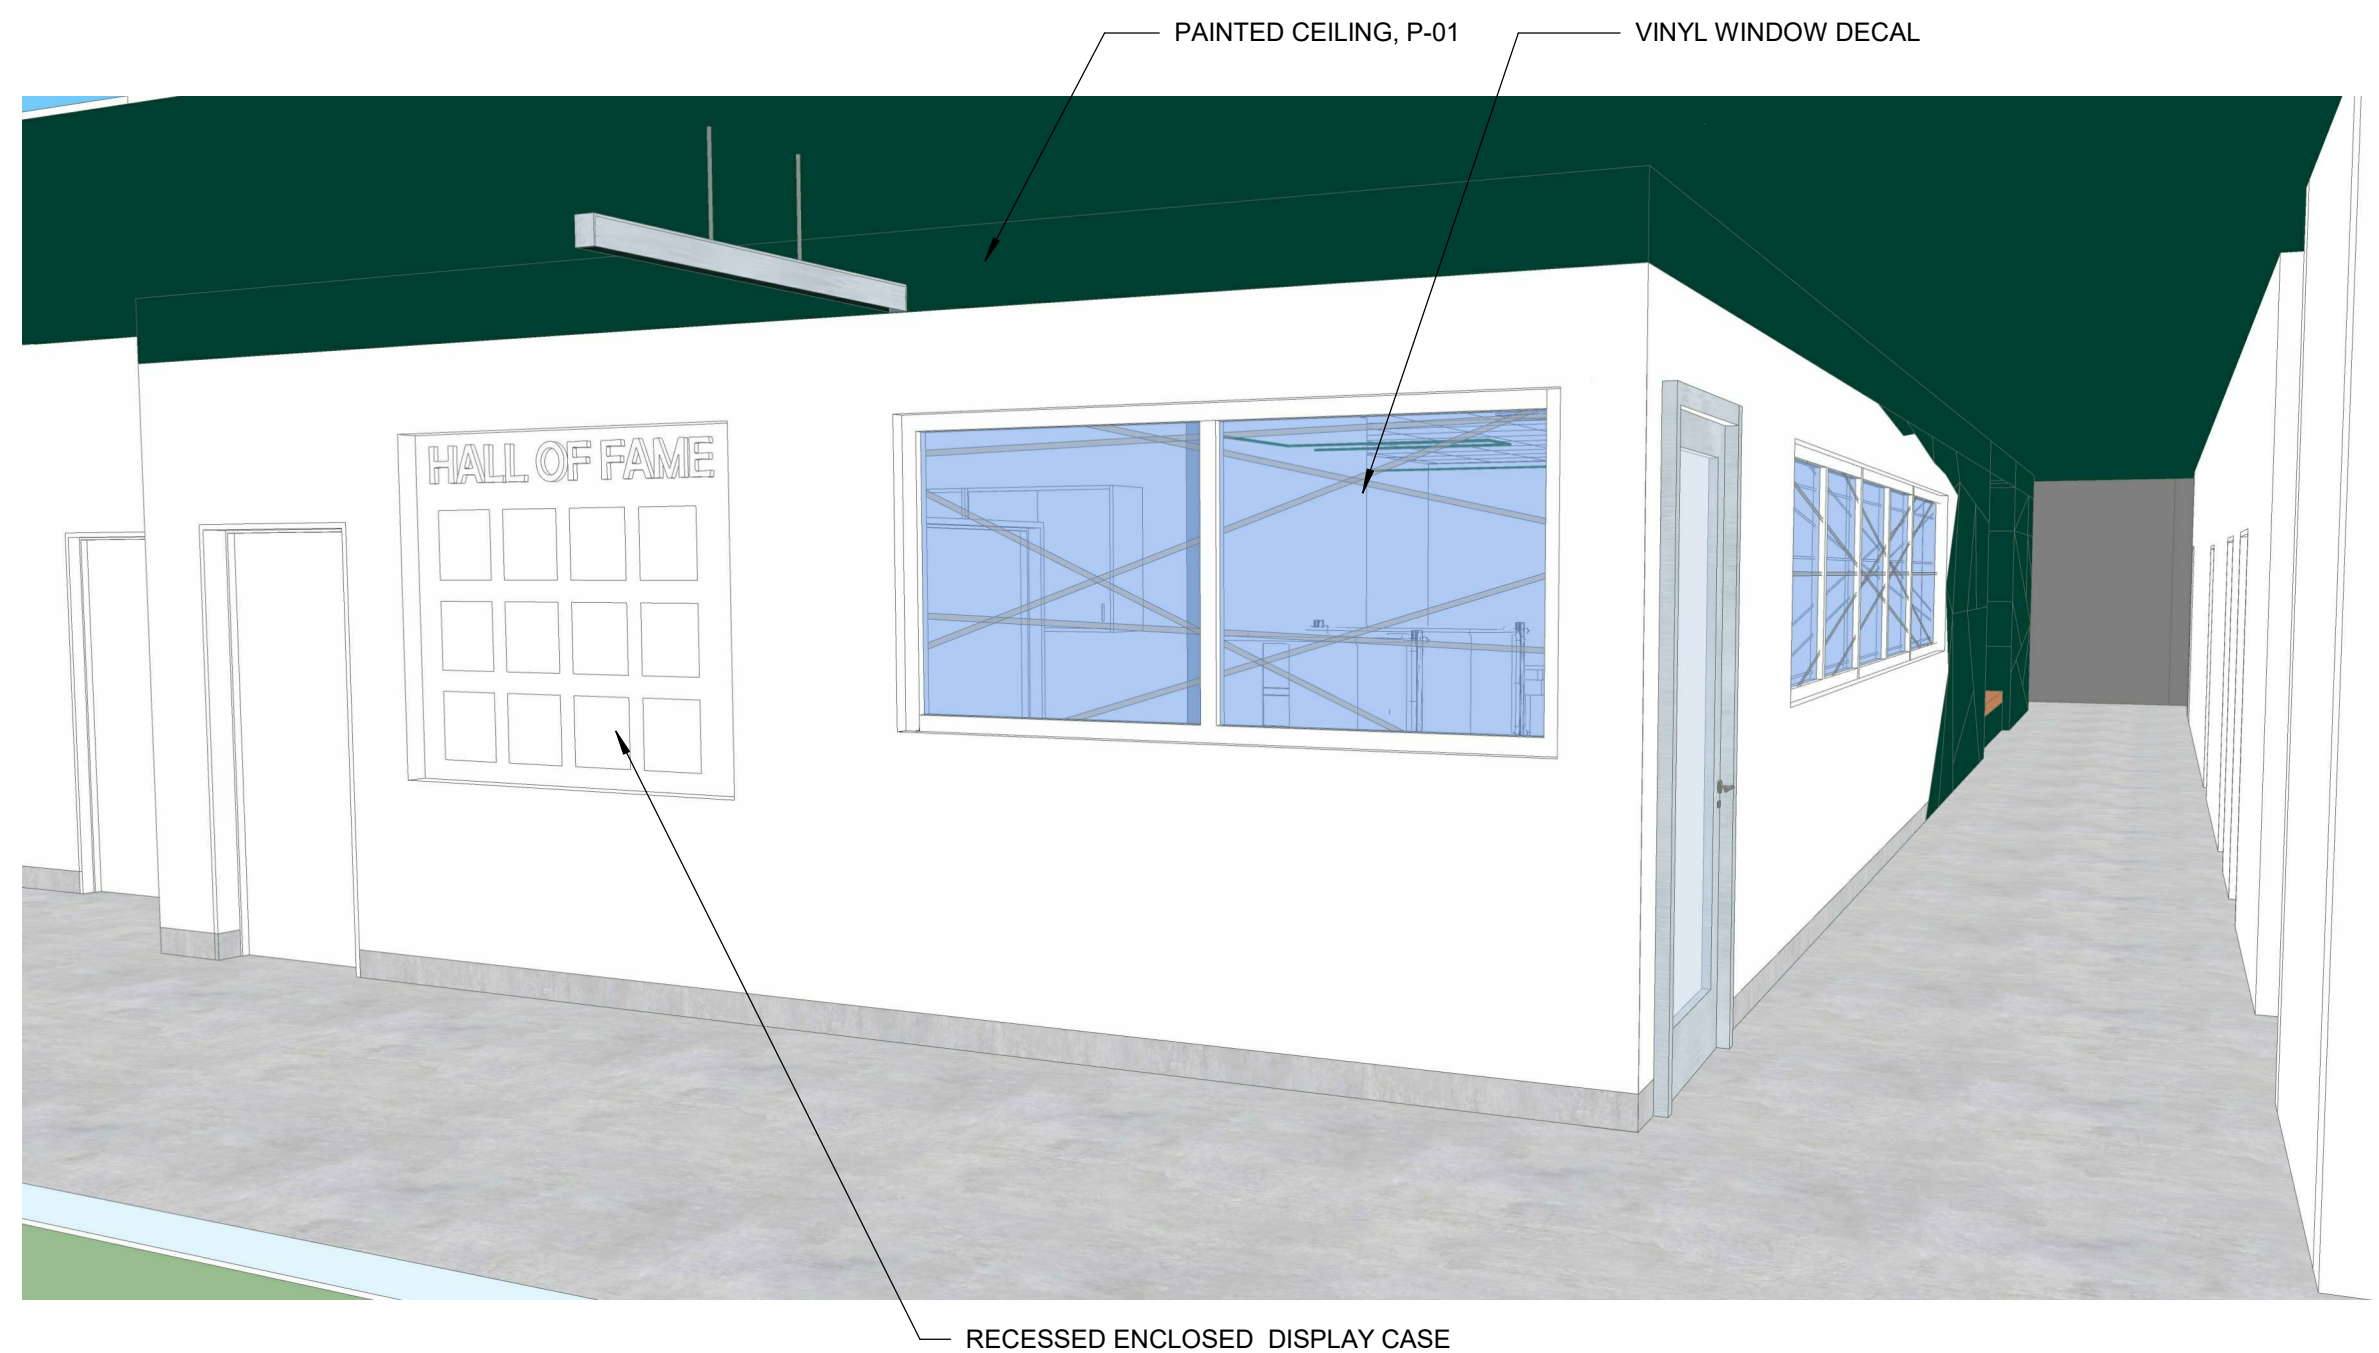 PAINTED CEILING, P-01
VINYL WINDOW DECAL
HALL OF FAME
RECESSED ENCLOSED  DISPLAY CASE